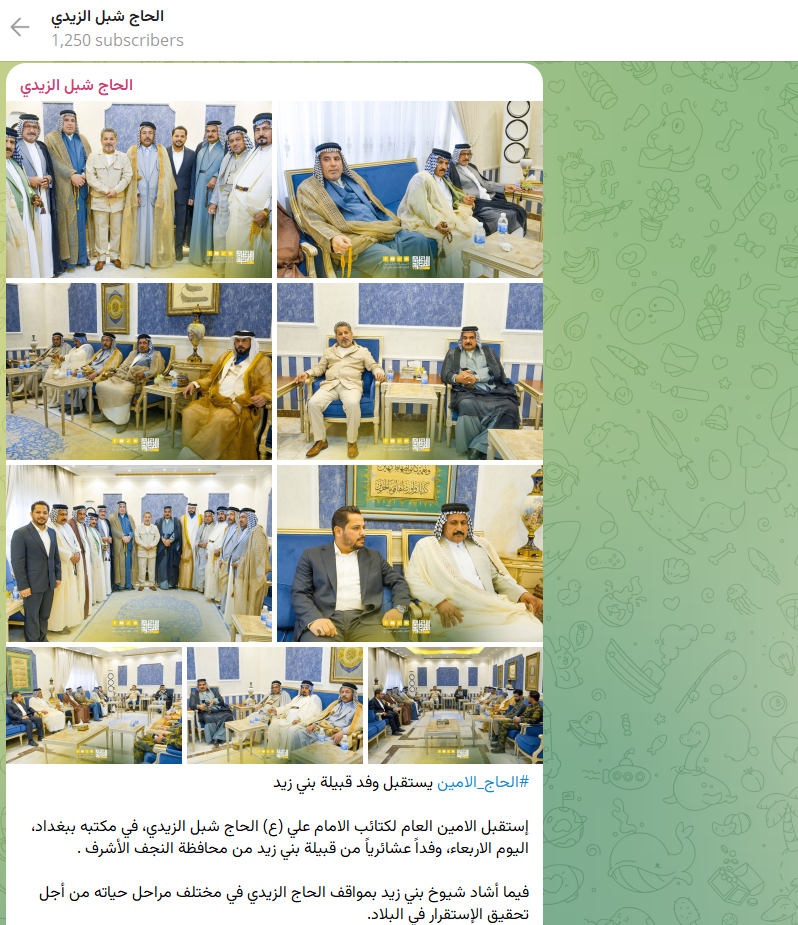 الحاج شبل الزيدي
1,250 subscribers
الحاج شبل الزيدي
#الحاج_الامين يستقبل وفد قبيلة بني زيد
إستقبل الامين العام لكتائب الامام علي (ع) الحاج شبل الزيدي، في مكتبه ببغداد،
اليوم الاربعاء، وفداً عشائرياً من قبيلة بني زيد من محافظة النجف الأشرف .
فيما أشاد شيوخ بني زيد بمواقف الحاج الزيدي في مختلف مراحل حياته من أجل
تحقيق الإستقرار في البلاد.